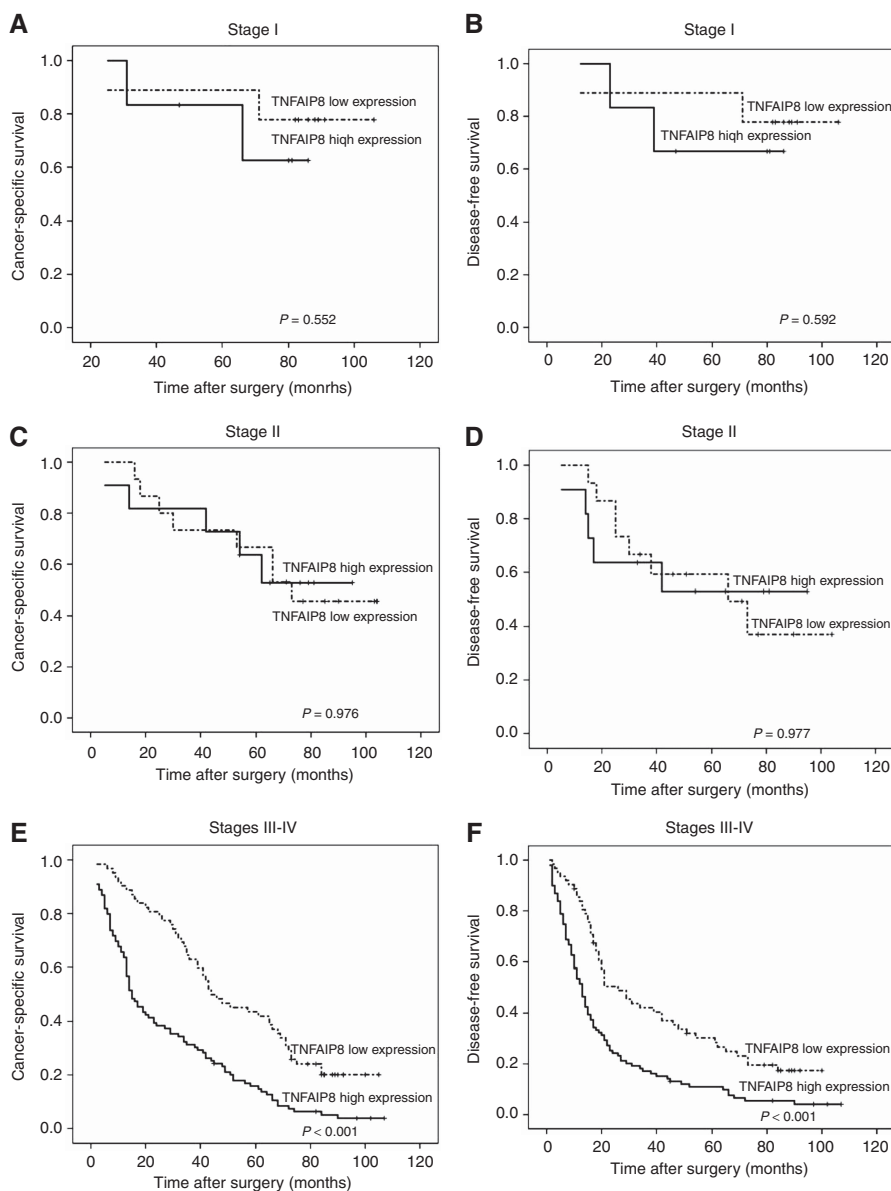 A
Stage I
Cancer-specific survival
1.0
0.8
0.6
0.4
0.2
0.0
TNFAIP8 low expression
TNFAIP8 hiqh expression
P = 0.552
20 40 60 80 100 120
Time after surgery (monrhs)
B
Stage I
Disease-free survival
1.0
0.8
0.6
0.4
0.2
0.0
TNFAIP8 low expression
TNFAIP8 hiqh expression
P = 0.592
0 20 40 60 80 100 120
Time after surgery (months)
C
Stage II
Cancer-specific survival
1.0
0.8
0.6
0.4
0.2
0.0
TNFAIP8 high expression
TNFAIP8 low expression
P = 0.976
0 20 40 60 80 100 120
Time after surgery (months)
D
Stage II
Disease-free survival
1.0
0.8
0.6
0.4
0.2
0.0
TNFAIP8 high expression
TNFAIP8 low expression
P = 0.977
0 20 40 60 80 100 120
Time after surgery (months)
E
Stages III-IV
Cancer-specific survival
1.0
0.8
0.6
0.4
0.2
0.0
TNFAIP8 low expression
TNFAIP8 high expression
P < 0.001
0 20 40 60 80 100 120
Time after surgery (months)
F
Stages III-IV
Disease-free survival
1.0
0.8
0.6
0.4
0.2
0.0
TNFAIP8 low expression
TNFAIP8 high expression
P < 0.001
0 20 40 60 80 100 120
Time after surgery (months)